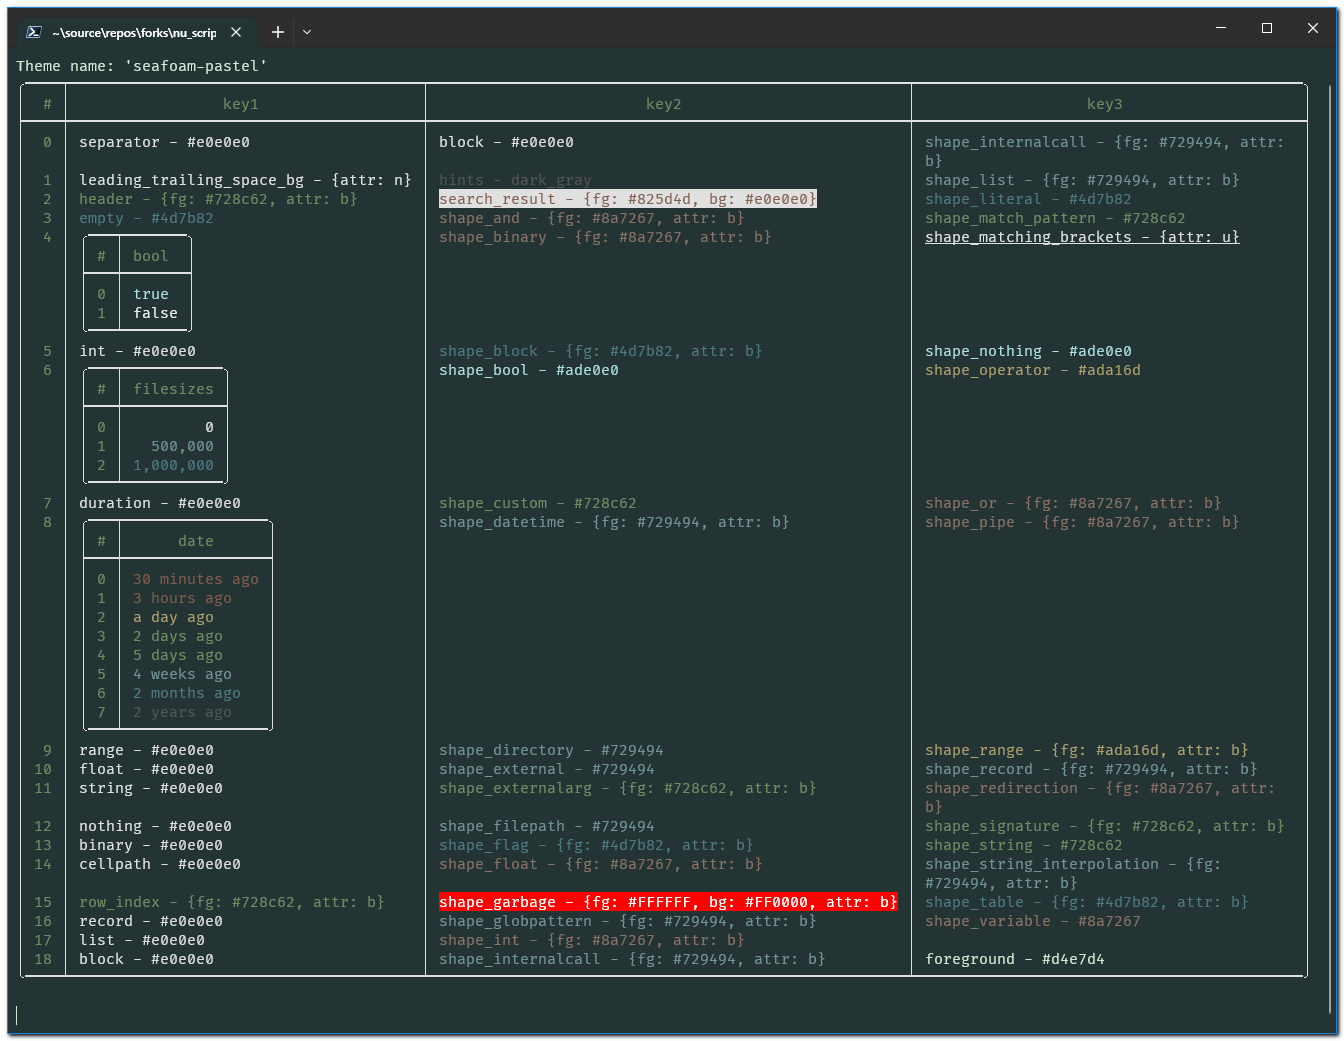 ~\source\repos\forks\nu_scrip
Theme name: 'seafoam-pastel'
# key1 key2 key3
0 separator - #e0e0e0 block - #e0e0e0 shape_internalcall - {fg: #729494, attr:
b}
1 leading_trailing_space_bg - {attr: n} hints - dark_gray shape_list - {fg: #729494, attr: b}
2 header - {fg: #728c62, attr: b} search_result - {fg: #825d4d, bg: #e0e0e0} shape_literal - #4d7b82
3 empty - #4d7b82 shape_and - {fg: #8a7267, attr: b} shape_match_pattern - #728c62
4 shape_binary - {fg: #8a7267, attr: b} shape_matching_brackets - {attr: u}
# bool
0 true
1 false
5 int - #e0e0e0 shape_block - {fg: #4d7b82, attr: b} shape_nothing - #ade0e0
6 shape_bool - #ade0e0 shape_operator - #ada16d
# filesizes
0 0
1 500,000
2 1,000,000
7 duration - #e0e0e0 shape_custom - #728c62 shape_or - {fg: #8a7267, attr: b}
8 shape_datetime - {fg: #729494, attr: b} shape_pipe - {fg: #8a7267, attr: b}
# date
0 30 minutes ago
1 3 hours ago
2 a day ago
3 2 days ago
4 5 days ago
5 4 weeks ago
6 2 months ago
7 2 years ago
9 range - #e0e0e0 shape_directory - #729494 shape_range - {fg: #ada16d, attr: b}
10 float - #e0e0e0 shape_external - #729494 shape_record - {fg: #729494, attr: b}
11 string - #e0e0e0 shape_externalarg - {fg: #728c62, attr: b} shape_redirection - {fg: #8a7267, attr:
b}
12 nothing - #e0e0e0 shape_filepath - #729494 shape_signature - {fg: #728c62, attr: b}
13 binary - #e0e0e0 shape_flag - {fg: #4d7b82, attr: b} shape_string - #728c62
14 cellpath - #e0e0e0 shape_float - {fg: #8a7267, attr: b} shape_string_interpolation - {fg:
#729494, attr: b}
15 row_index - {fg: #728c62, attr: b} shape_garbage - {fg: #FFFFFF, bg: #FF0000, attr: b} shape_table - {fg: #4d7b82, attr: b}
16 record - #e0e0e0 shape_globpattern - {fg: #729494, attr: b} shape_variable - #8a7267
17 list - #e0e0e0 shape_int - {fg: #8a7267, attr: b}
18 block - #e0e0e0 shape_internalcall - {fg: #729494, attr: b} foreground - #d4e7d4